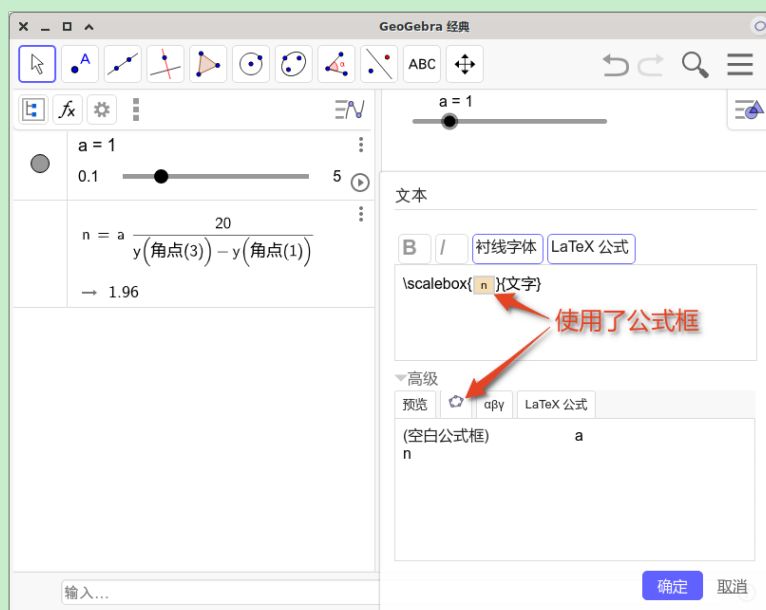 GeoGebra 经典
A
ABC
a = 1
a = 1
0.1
5
文本
B I 衬线字体 LaTeX 公式
n = a 20 / y(角点(3)) − y(角点(1))
→ 1.96
\scalebox{ n }{文字}
使用了公式框
高级
预览 αβγ LaTeX 公式
(空白公式框) a
n
确定 取消
输入…